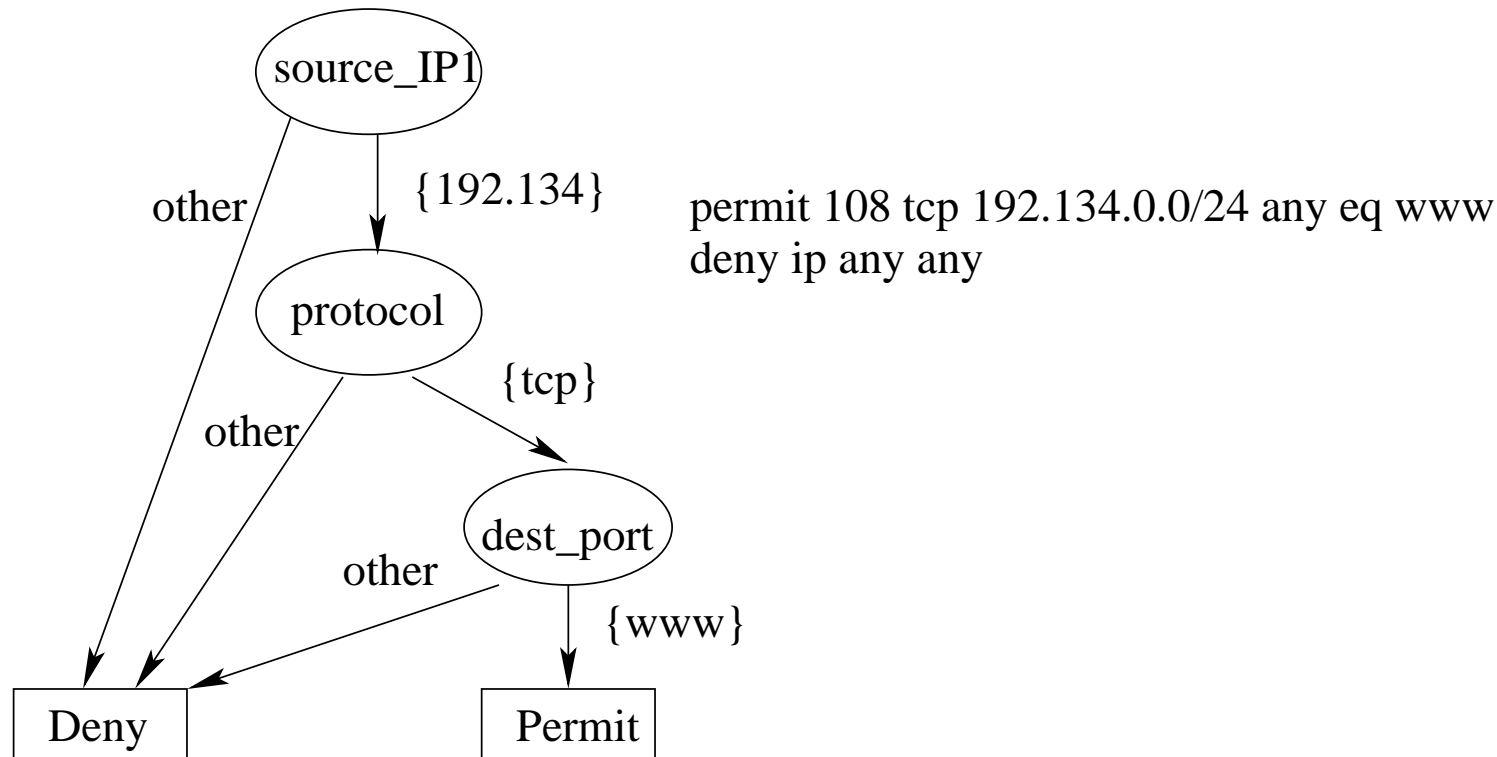 source_IP1
other
{192.134}
permit 108 tcp 192.134.0.0/24 any eq www
deny ip any any
protocol
{tcp}
other
dest_port
other
{www}
Deny
Permit